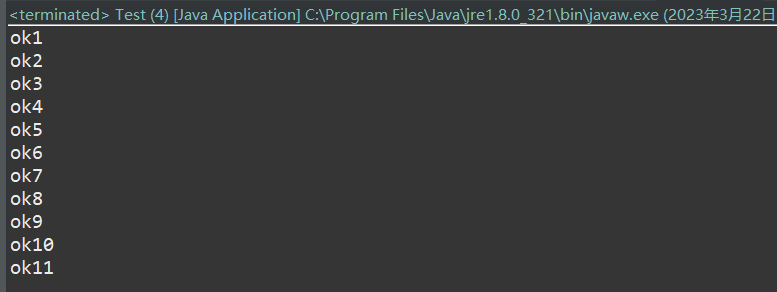 <terminated> Test (4) [Java Application] C:\Program Files\Java\jre1.8.0_321\bin\javaw.exe (2023年3月22日
ok1
ok2
ok3
ok4
ok5
ok6
ok7
ok8
ok9
ok10
ok11